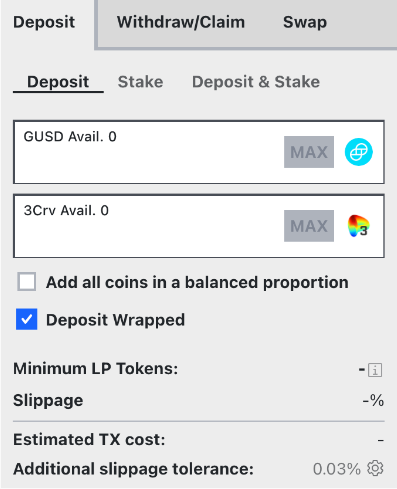 Deposit Withdraw/Claim Swap
Deposit Stake Deposit & Stake
GUSD Avail. 0
MAX
3Crv Avail. 0
MAX 3
Add all coins in a balanced proportion
Deposit Wrapped
Minimum LP Tokens: - i
Slippage -%
Estimated TX cost: -
Additional slippage tolerance: 0.03%